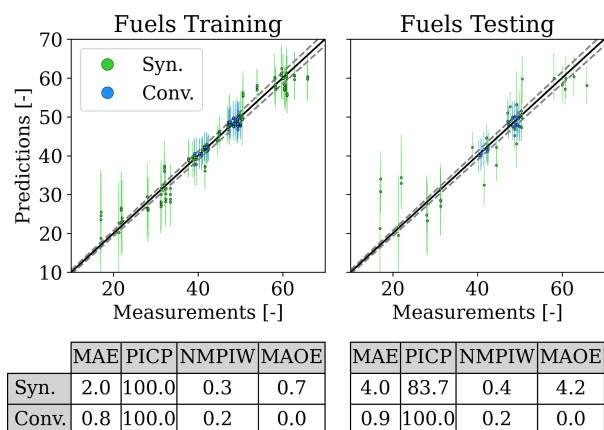 Fuels Training
Fuels Testing
70
60
50
40
30
20
10
Predictions [-]
Syn.
Conv.
20 40 60
20 40 60
Measurements [-]
Measurements [-]
MAE PICP NMPIW MAOE
Syn. 2.0 100.0 0.3 0.7
Conv. 0.8 100.0 0.2 0.0
MAE PICP NMPIW MAOE
4.0 83.7 0.4 4.2
0.9 100.0 0.2 0.0